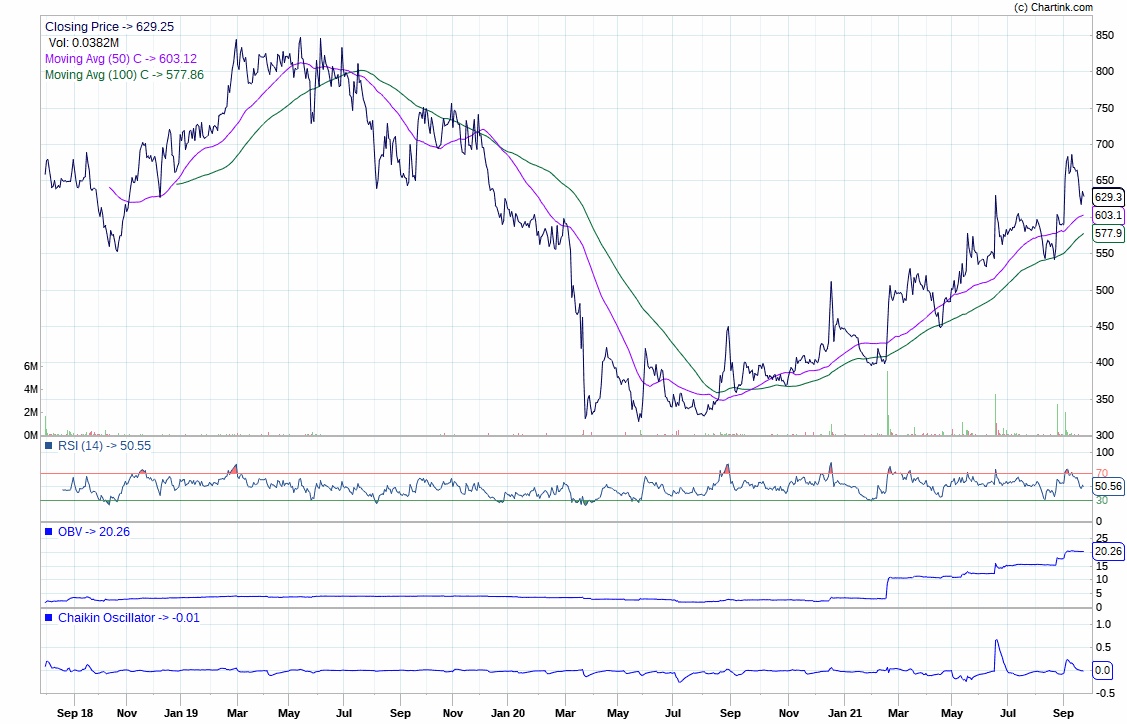 (c) Chartink.com
Closing Price -> 629.25
Vol: 0.0382M
Moving Avg (50) C -> 603.12
Moving Avg (100) C -> 577.86
850
800
750
700
650
629.3
603.1
577.9
550
500
450
400
350
300
6M
4M
2M
0M
RSI (14) -> 50.55
100
70
50.56
30
0
OBV -> 20.26
25
20.26
15
10
5
0
Chaikin Oscillator -> -0.01
1.0
0.5
0.0
-0.5
Sep 18 Nov Jan 19 Mar May Jul Sep Nov Jan 20 Mar May Jul Sep Nov Jan 21 Mar May Jul Sep